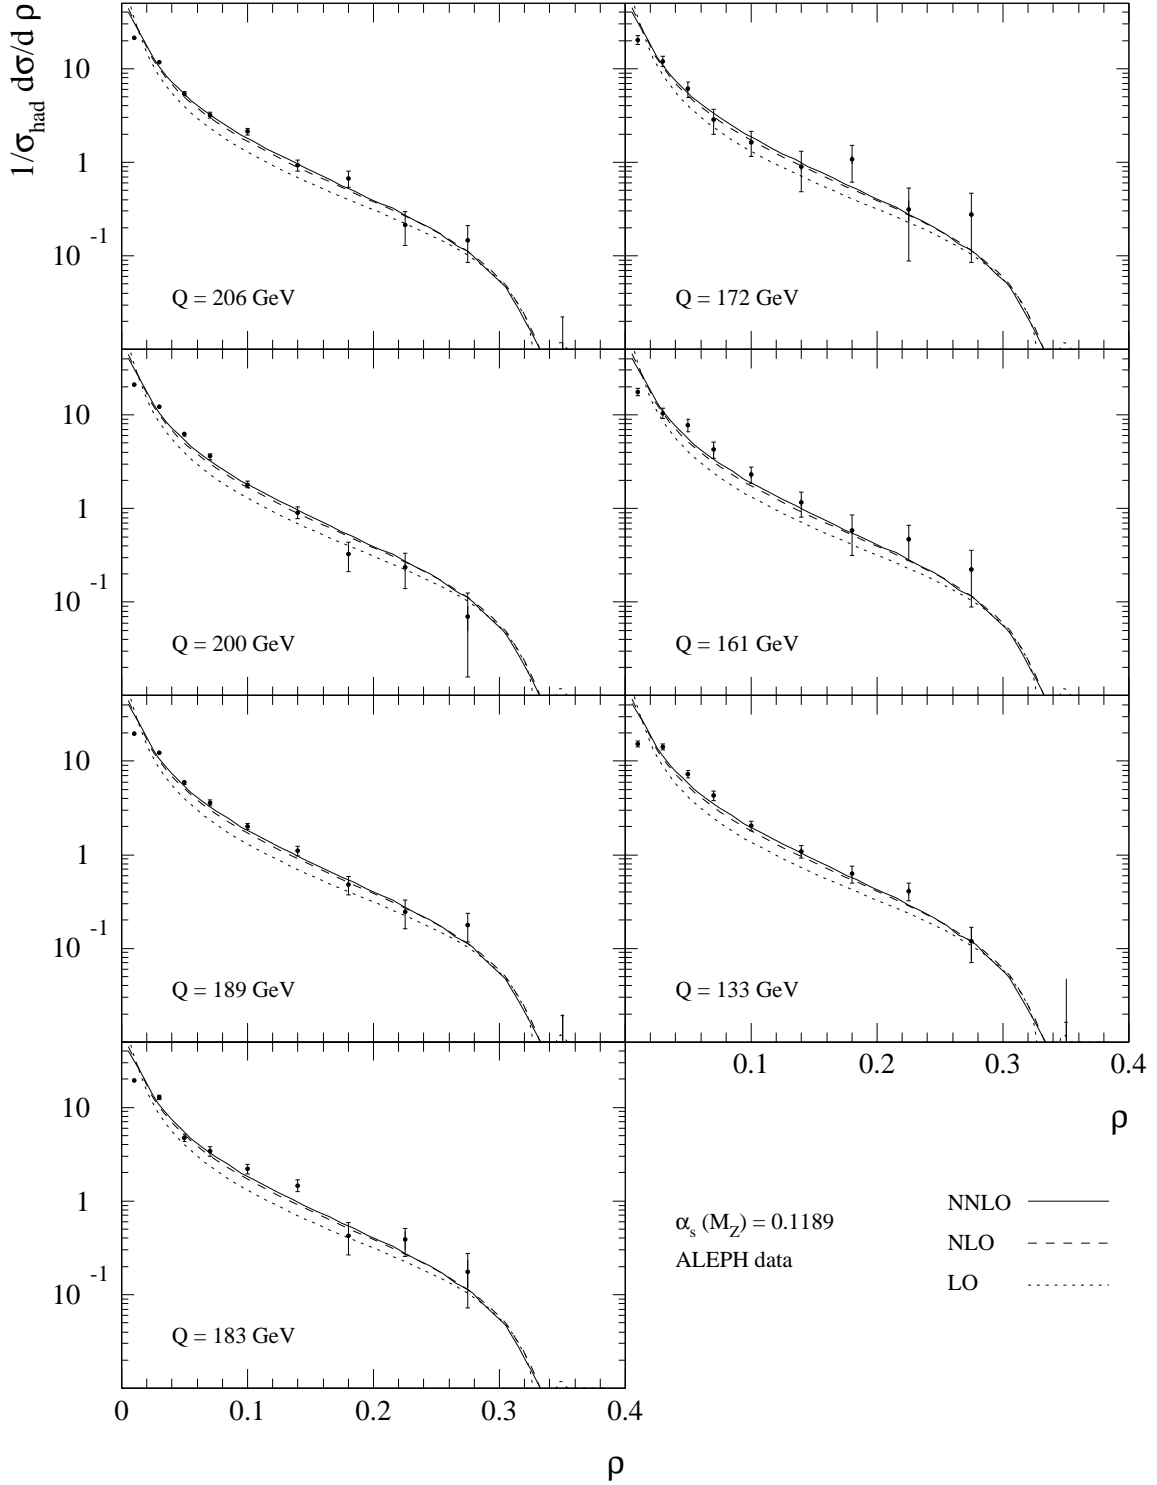 1/σhad dσ/d ρ
10
1
10 -1
Q = 206 GeV
Q = 172 GeV
10
1
10 -1
Q = 200 GeV
Q = 161 GeV
10
1
10 -1
Q = 189 GeV
Q = 133 GeV
0.1 0.2 0.3 0.4
ρ
10
1
10 -1
Q = 183 GeV
0 0.1 0.2 0.3 0.4
ρ
αs (MZ) = 0.1189
ALEPH data
NNLO
NLO
LO